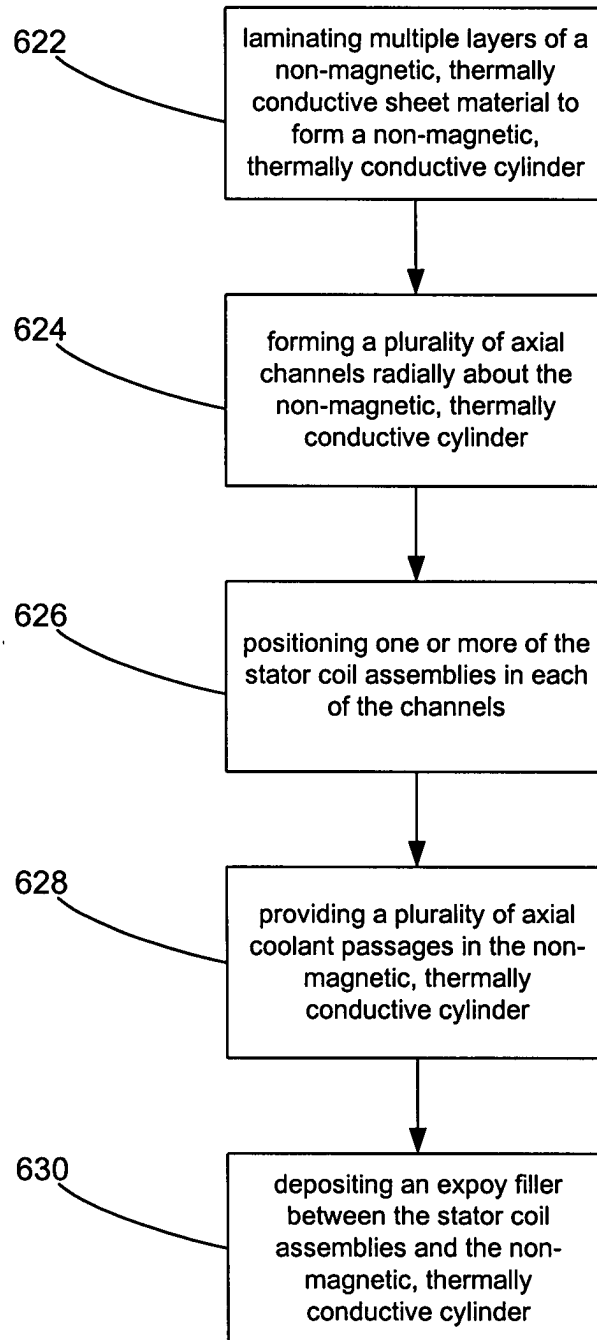 622
laminating multiple layers of a
non-magnetic, thermally
conductive sheet material to
form a non-magnetic,
thermally conductive cylinder
624
forming a plurality of axial
channels radially about the
non-magnetic, thermally
conductive cylinder
626
positioning one or more of the
stator coil assemblies in each
of the channels
628
providing a plurality of axial
coolant passages in the non-
magnetic, thermally
conductive cylinder
630
depositing an expoy filler
between the stator coil
assemblies and the non-
magnetic, thermally
conductive cylinder